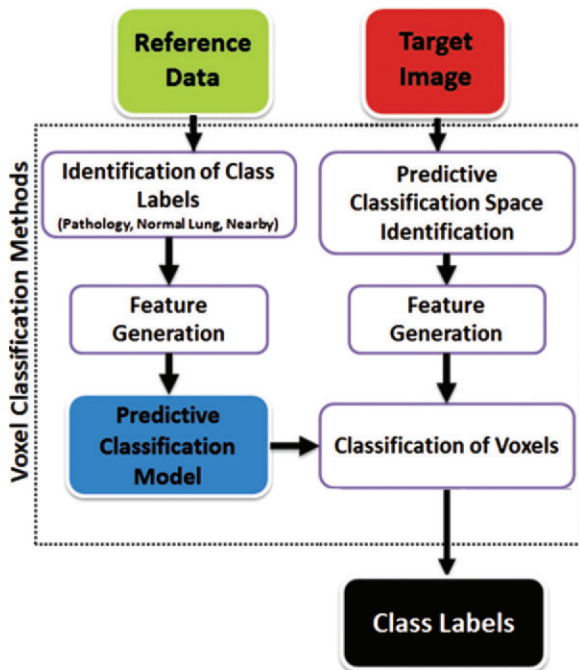 Reference
Data
Target
Image
Voxel Classification Methods
Identification of Class
Labels
(Pathology, Normal Lung, Nearby)
Predictive
Classification Space
Identification
Feature
Generation
Feature
Generation
Predictive
Classification
Model
Classification of Voxels
Class Labels